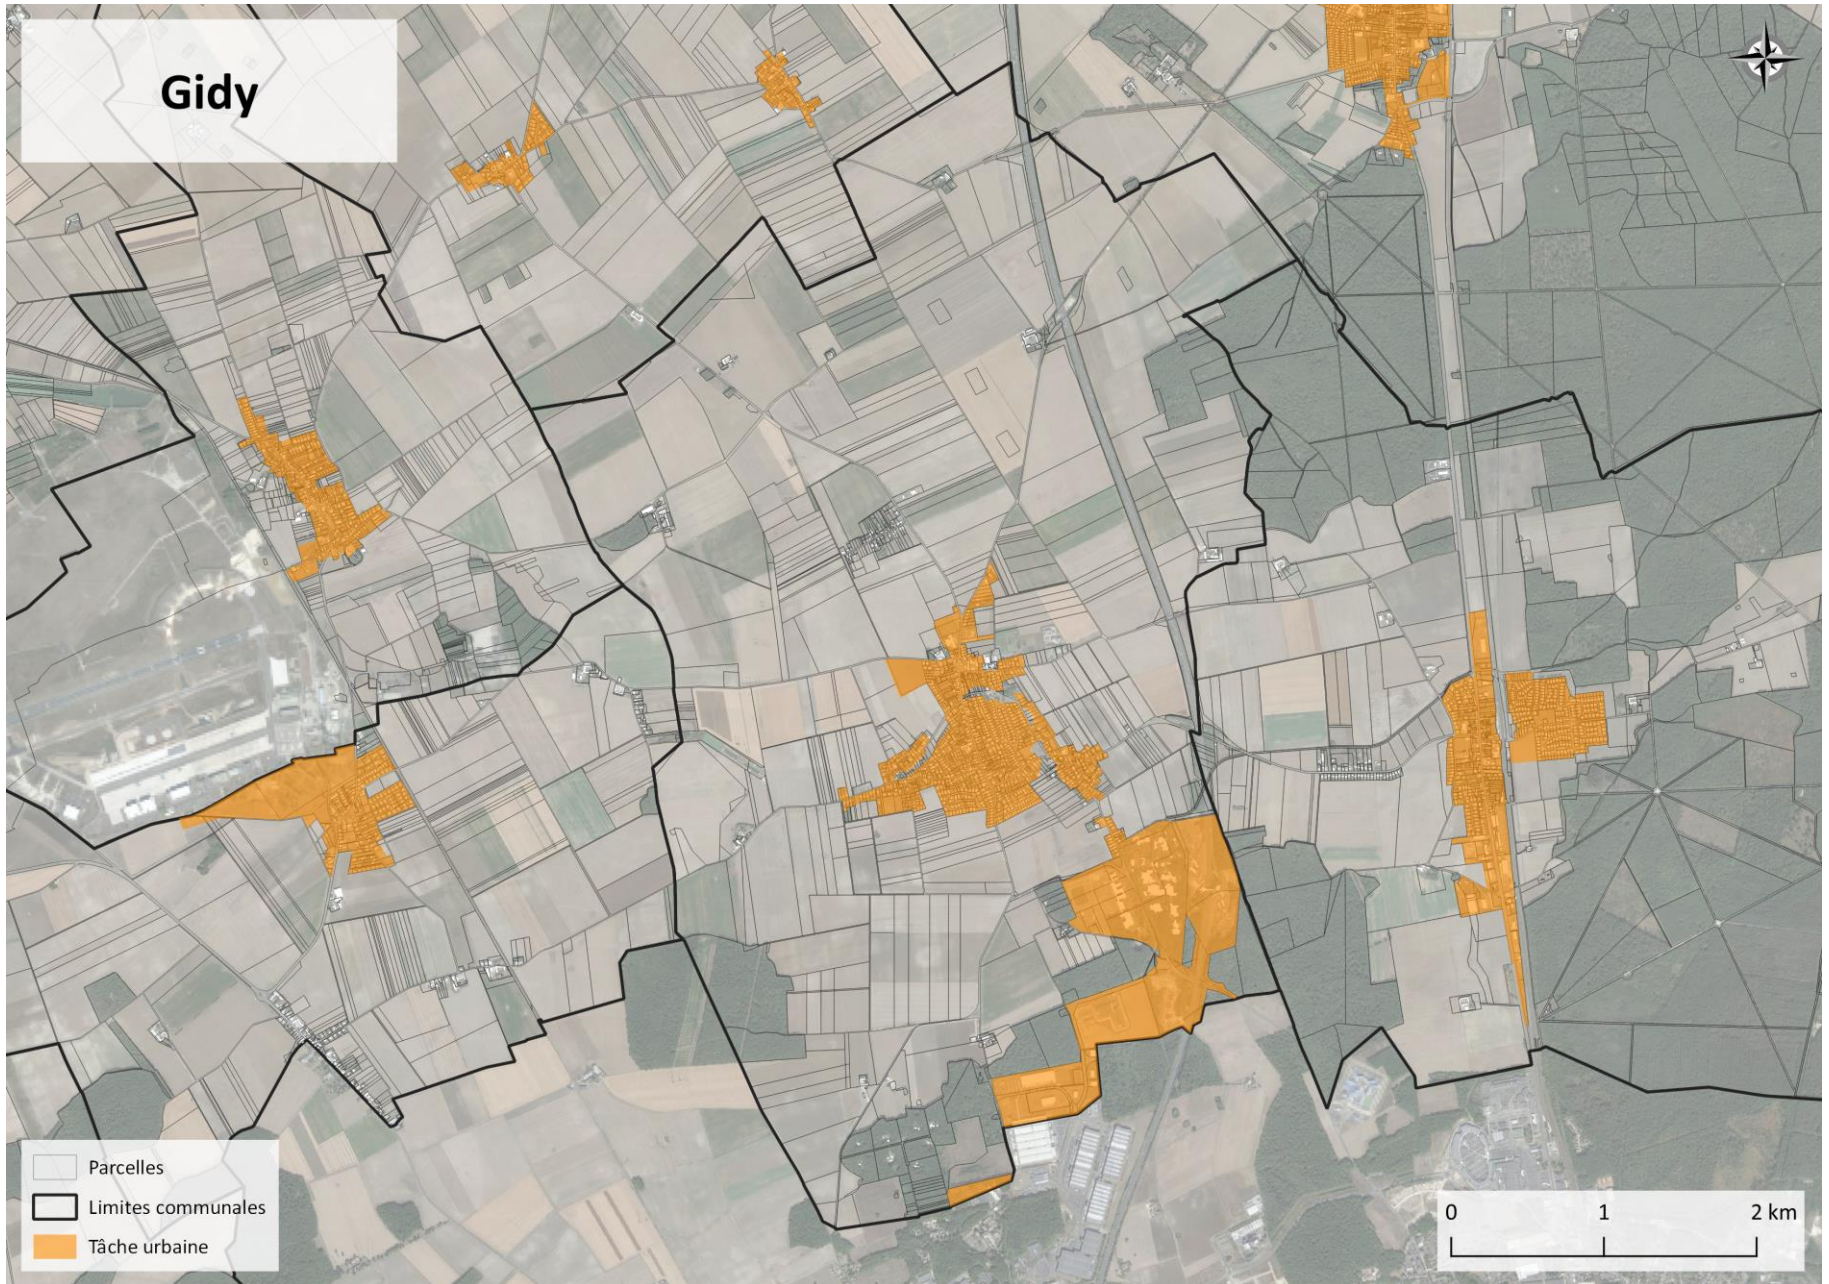 Gidy
Parcelles
Limites communales
Tâche urbaine
0 1 2 km